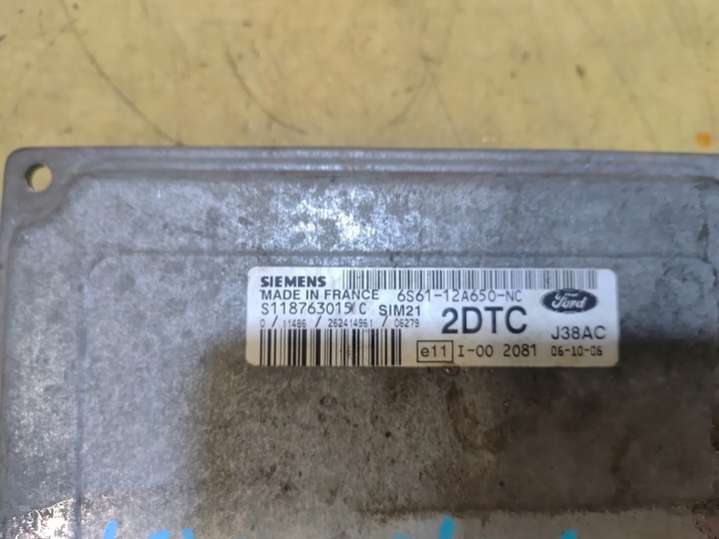 SIEMENS
MADE IN FRANCE 6S61-12A650-NC
S118763015 C SIM21
0 / 11486 / 262414961 / 06279
2DTC
Ford
J38AC
e11 I-00 2081 06-10-06